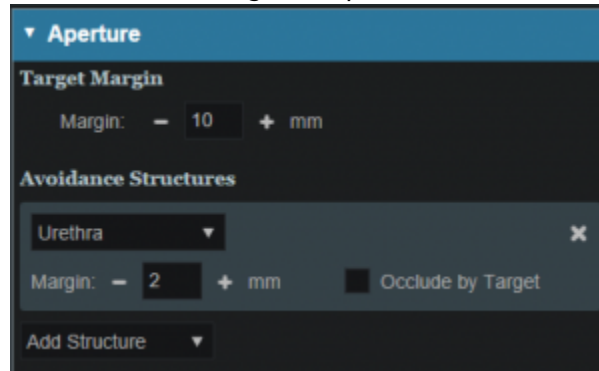 Aperture
Target Margin
Margin: − 10 + mm
Avoidance Structures
Urethra
Margin: − 2 + mm Occlude by Target
Add Structure